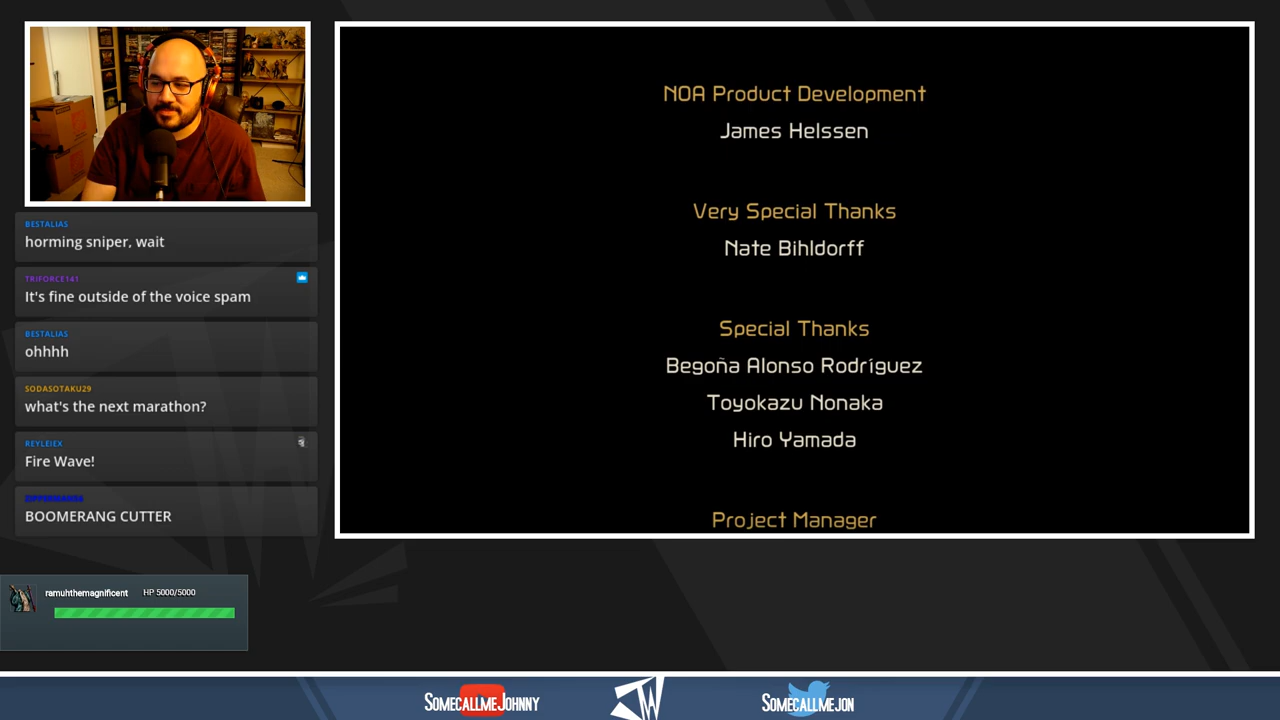 BESTALIAS
horming sniper, wait
TRIFORCE141
It's fine outside of the voice spam
BESTALIAS
ohhhh
SODASOTAKU29
what's the next marathon?
REYLEIEX
Fire Wave!
BOOMERANG CUTTER
ramuhthemagnificent HP 5000/5000
NOA Product Development
James Helssen
Very Special Thanks
Nate Bihldorff
Special Thanks
Begoña Alonso Rodríguez
Toyokazu Nonaka
Hiro Yamada
Project Manager
SOMECALLMEJOHNNY
SOMECALLMEJON